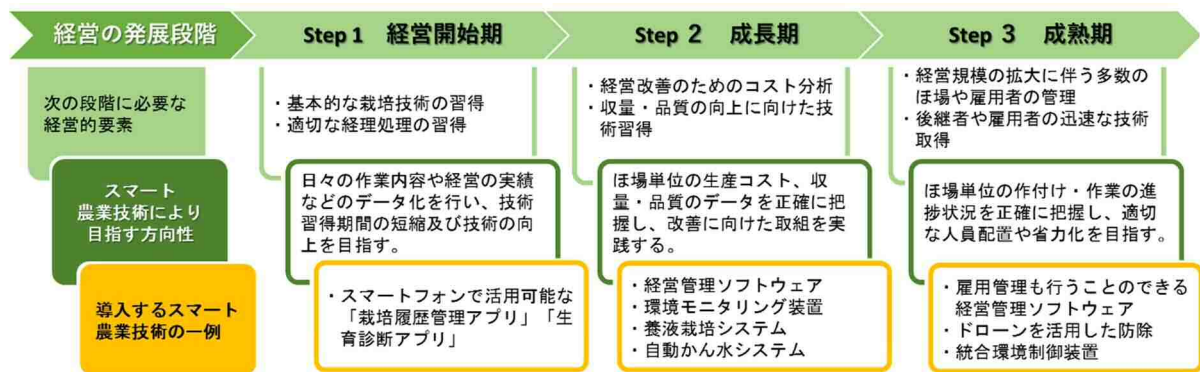 経営の発展段階
Step 1 経営開始期
Step 2 成長期
Step 3 成熟期
次の段階に必要な
経営的要素
・基本的な栽培技術の習得
・適切な経理処理の習得
・経営改善のためのコスト分析
・収量・品質の向上に向けた技
術習得
・経営規模の拡大に伴う多数の
ほ場や雇用者の管理
・後継者や雇用者の迅速な技術
取得
スマート
農業技術により
目指す方向性
日々の作業内容や経営の実績
などのデータ化を行い、技術
習得期間の短縮及び技術の向
上を目指す。
ほ場単位の生産コスト、収
量・品質のデータを正確に把
握し、改善に向けた取組を実
践する。
ほ場単位の作付け・作業の進
捗状況を正確に把握し、適切
な人員配置や省力化を目指す。
導入するスマート
農業技術の一例
・スマートフォンで活用可能な
「栽培履歴管理アプリ」「生
育診断アプリ」
・経営管理ソフトウェア
・環境モニタリング装置
・養液栽培システム
・自動かん水システム
・雇用管理も行うことのできる
経営管理ソフトウェア
・ドローンを活用した防除
・統合環境制御装置